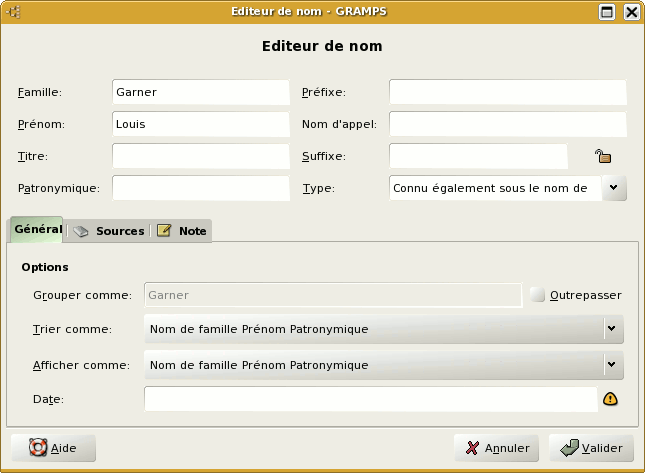 Editeur de nom - GRAMPS
Editeur de nom
Famille: Garner Préfixe:
Prénom: Louis Nom d'appel:
Titre: Suffixe:
Patronymique: Type: Connu également sous le nom de
Général Sources Note
Options
Grouper comme: Garner Outrepasser
Trier comme: Nom de famille Prénom Patronymique
Afficher comme: Nom de famille Prénom Patronymique
Date:
Aide Annuler Valider